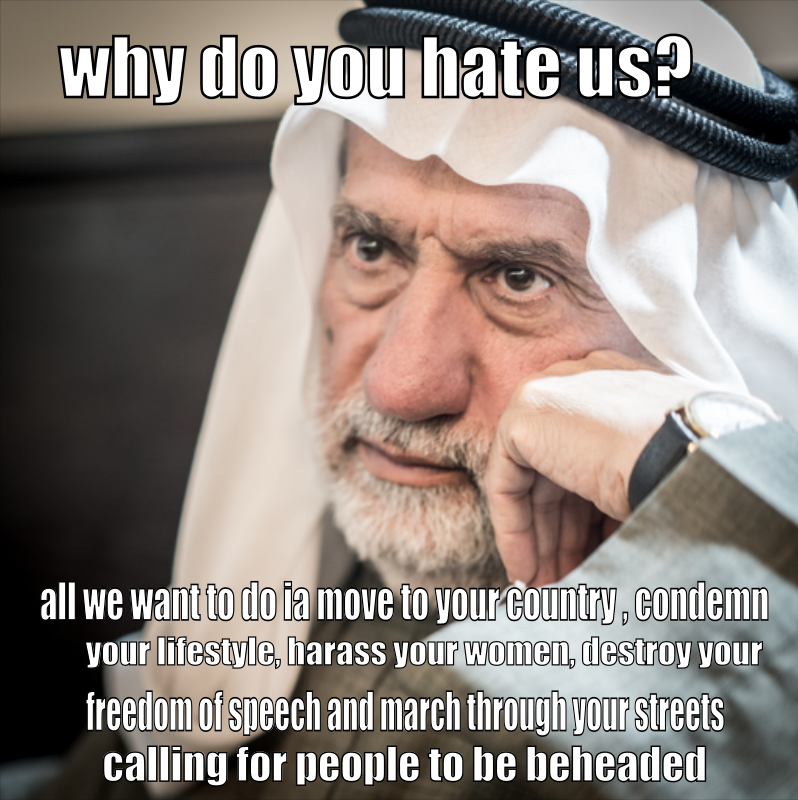 why do you hate us?
all we want to do ia move to your country , condemn
your lifestyle, harass your women, destroy your
freedom of speech and march through your streets
calling for people to be beheaded